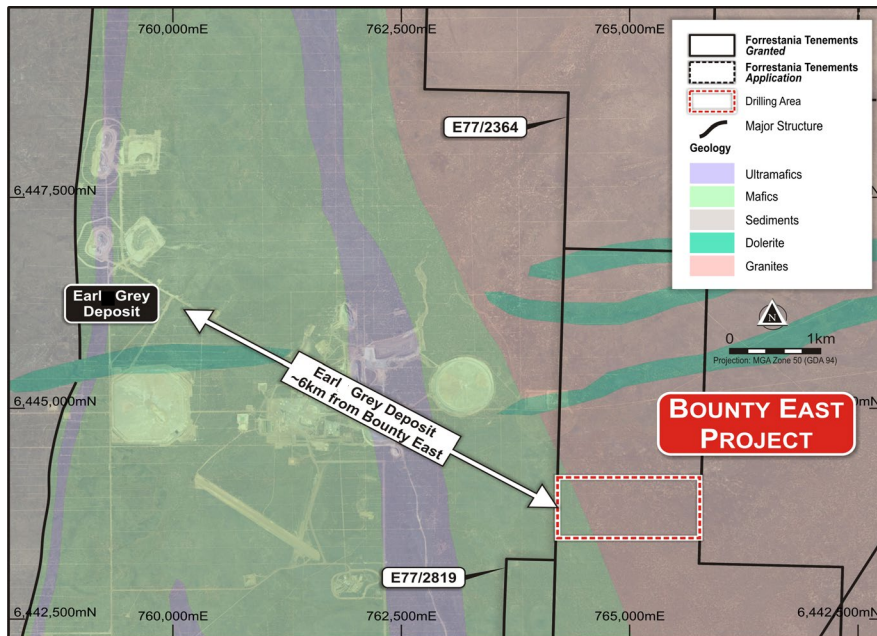 760,000mE
762,500mE
765,000mE
Forrestania Tenements
Granted
Forrestania Tenements
Application
Drilling Area
Major Structure
Geology
Ultramafics
Mafics
Sediments
Dolerite
Granites
E77/2364
6,447,500mN
Earl Grey
Deposit
N
0 1km
Projection: MGA Zone 50 (GDA 94)
Earl Grey Deposit
~6km from Bounty East
6,445,000mN
BOUNTY EAST
PROJECT
E77/2819
6,442,500mN
760,000mE
762,500mE
765,000mE